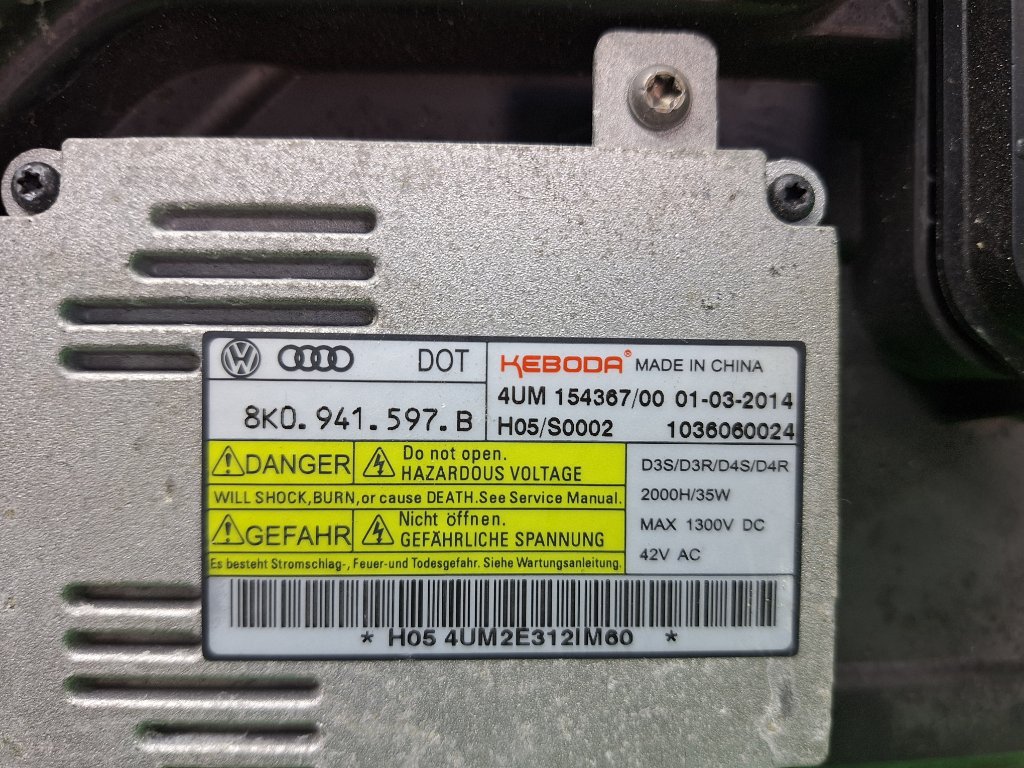 DOT
8K0.941.597.B
KEBODA® MADE IN CHINA
4UM 154367/00 01-03-2014
H05/S0002 1036060024
DANGER
Do not open.
HAZARDOUS VOLTAGE
WILL SHOCK,BURN,or cause DEATH.See Service Manual.
GEFAHR
Nicht öffnen.
GEFÄHRLICHE SPANNUNG
Es besteht Stromschlag-, Feuer-und Todesgefahr. Siehe Wartungsanleitung.
D3S/D3R/D4S/D4R
2000H/35W
MAX 1300V DC
42V AC
* H05 4UM2E312IM60 *